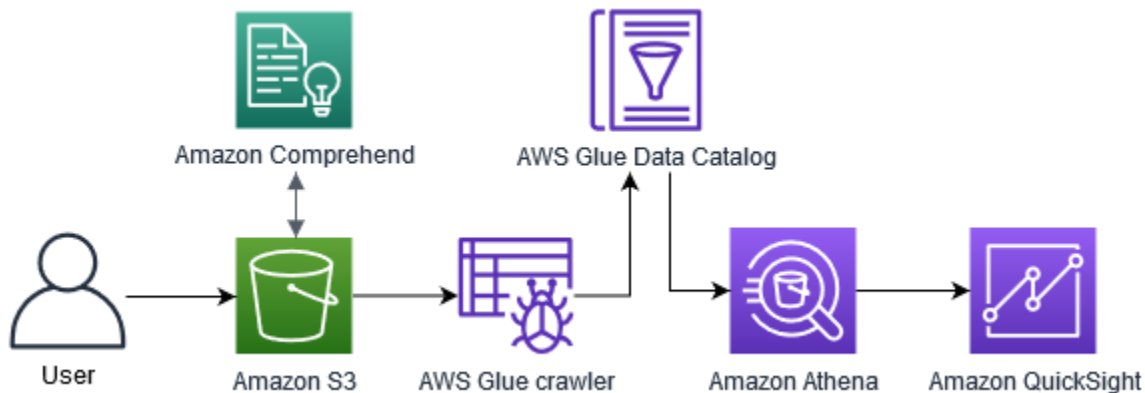 Amazon Comprehend
AWS Glue Data Catalog
User
Amazon S3
AWS Glue crawler
Amazon Athena
Amazon QuickSight